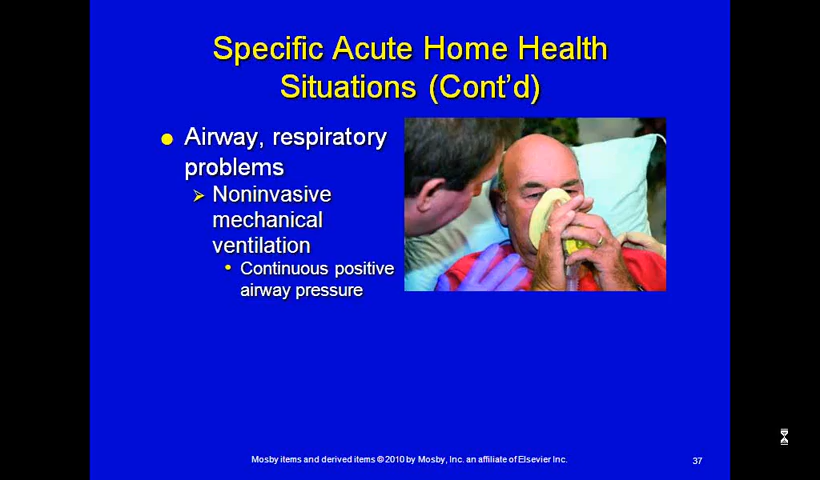 Specific Acute Home Health
Situations (Cont’d)
Airway, respiratory
problems
Noninvasive
mechanical
ventilation
Continuous positive
airway pressure
Mosby items and derived items © 2010 by Mosby, Inc. an affiliate of Elsevier Inc.
37